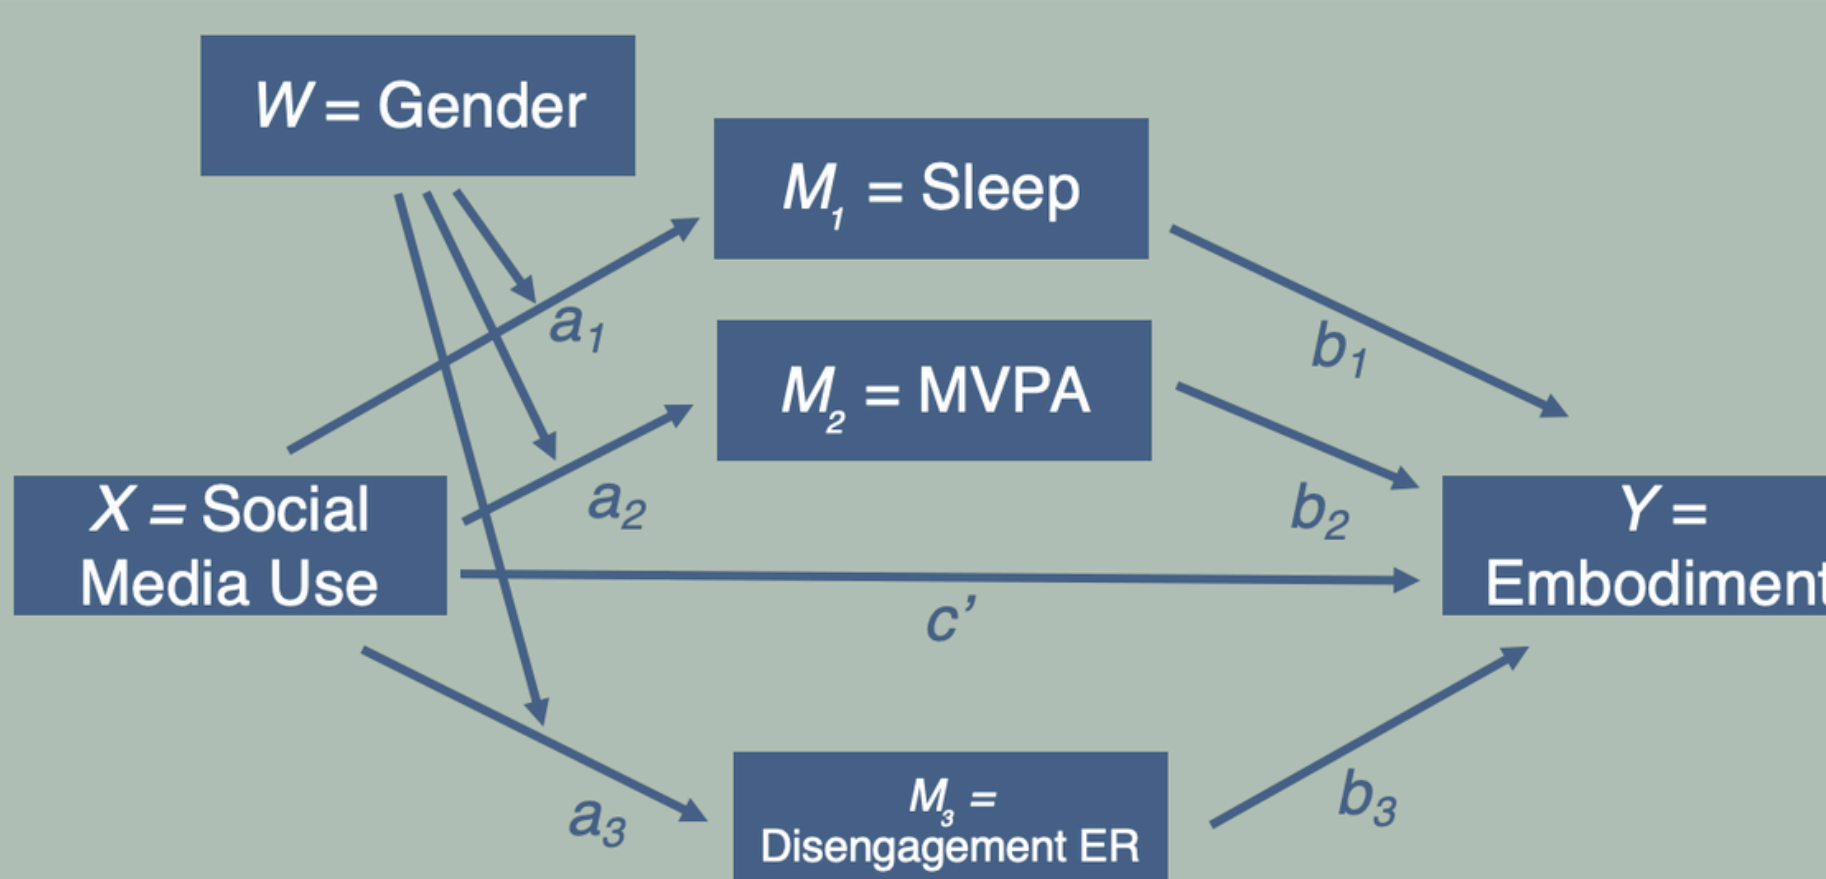 W = Gender
M1 = Sleep
a1
b1
M2 = MVPA
a2
b2
X = Social
Media Use
Y =
Embodiment
c’
M3 =
Disengagement ER
a3
b3